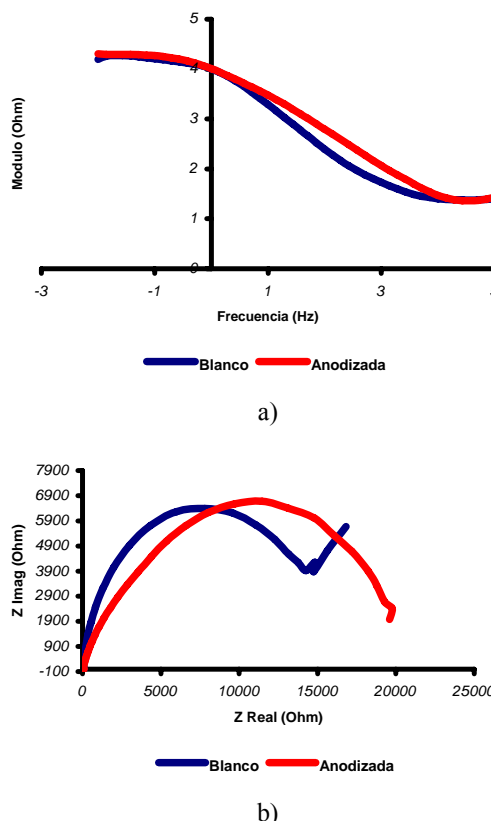 5
4
3
2
1
0
Modulo (Ohm)
-3 -1 1 3
Frecuencia (Hz)
Blanco Anodizada
a)
7900
6900
5900
4900
3900
2900
1900
900
-100
Z Imag (Ohm)
0 5000 10000 15000 20000 25000
Z Real (Ohm)
Blanco Anodizada
b)